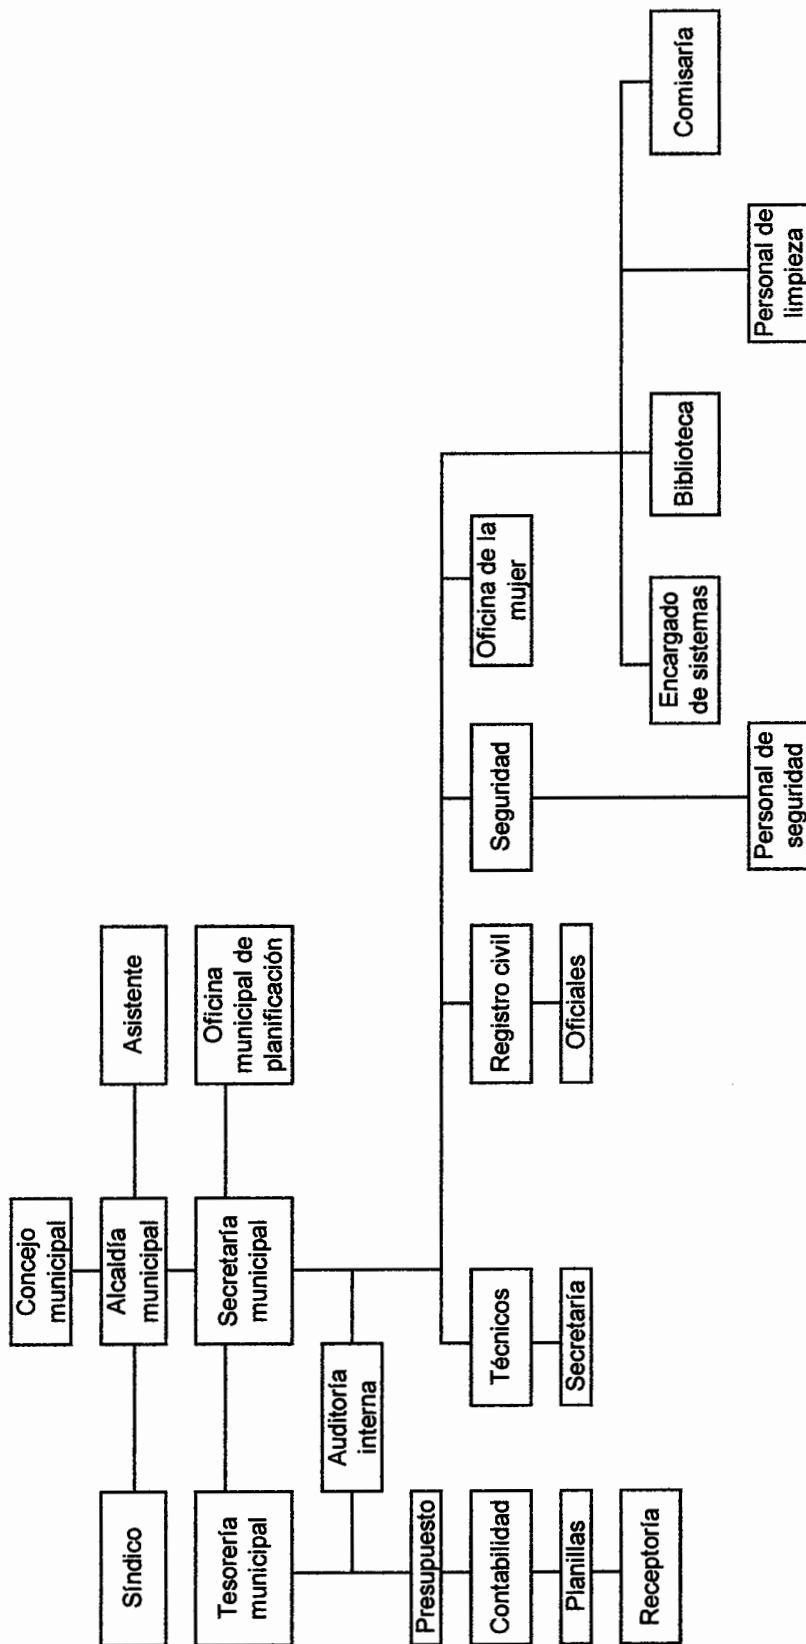 Concejo
municipal
Síndico
Alcaldía
municipal
Asistente
Tesorería
municipal
Secretaría
municipal
Oficina
municipal de
planificación
Auditoría
interna
Presupuesto
Contabilidad
Técnicos
Registro civil
Seguridad
Oficina de la
mujer
Planillas
Secretaría
Oficiales
Receptoría
Encargado
de sistemas
Biblioteca
Comisaría
Personal de
seguridad
Personal de
limpieza